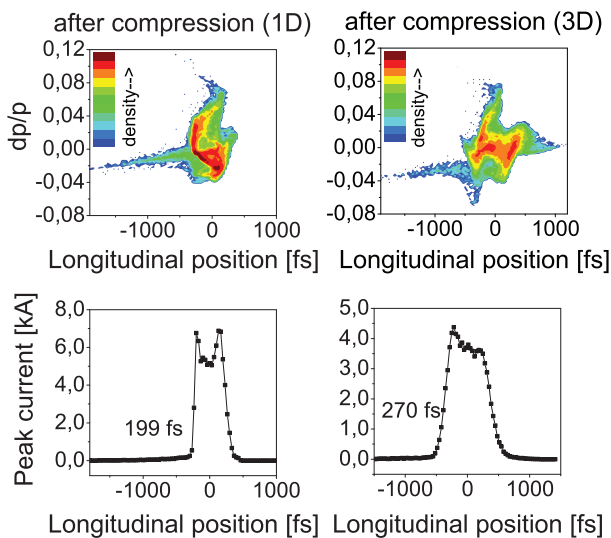 after compression (1D)
after compression (3D)
dp/p
0,12
0,08
0,04
0,00
-0,04
-0,08
density-->
-1000
0
1000
Longitudinal position [fs]
0,12
0,08
0,04
0,00
-0,04
-0,08
density-->
-1000
0
1000
Longitudinal position [fs]
Peak current [kA]
8,0
6,0
4,0
2,0
0,0
199 fs
-1000
0
1000
Longitudinal position [fs]
5,0
4,0
3,0
2,0
1,0
0,0
270 fs
-1000
0
1000
Longitudinal position [fs]